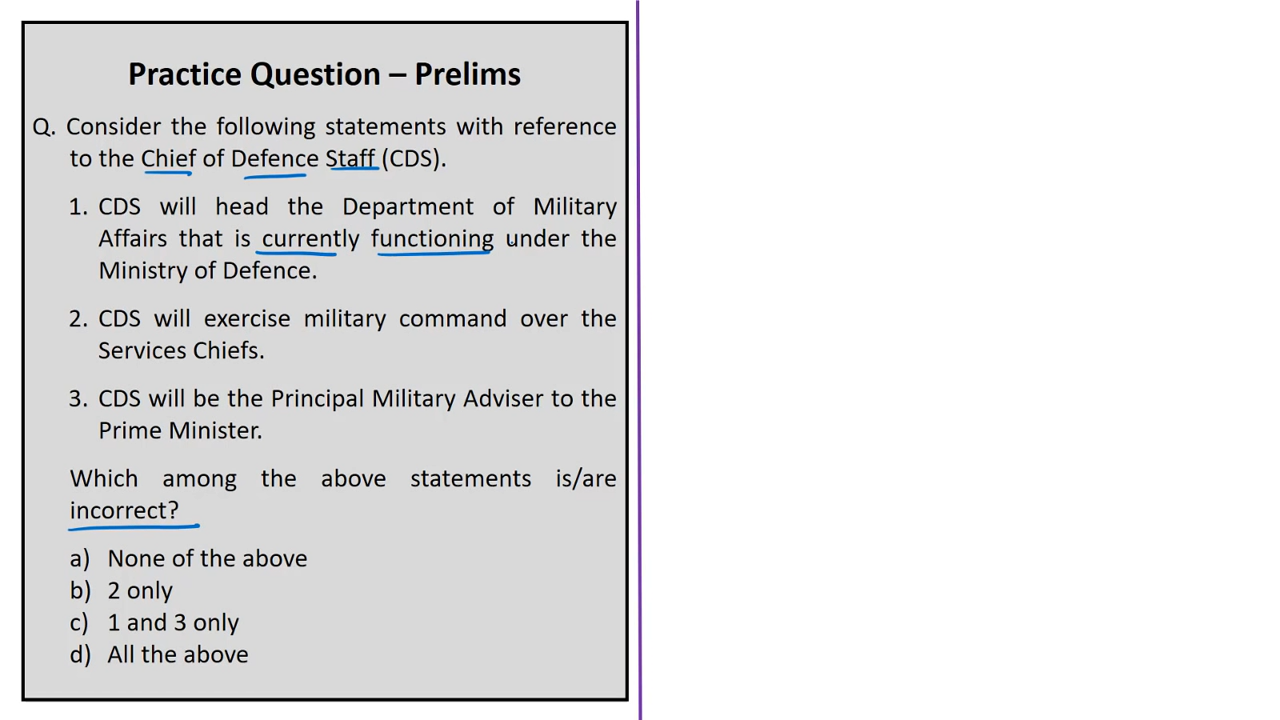 Practice Question – Prelims
Q. Consider the following statements with reference
to the Chief of Defence Staff (CDS).
1. CDS will head the Department of Military
Affairs that is currently functioning under the
Ministry of Defence.
2. CDS will exercise military command over the
Services Chiefs.
3. CDS will be the Principal Military Adviser to the
Prime Minister.
Which among the above statements is/are
incorrect?
a) None of the above
b) 2 only
c) 1 and 3 only
d) All the above